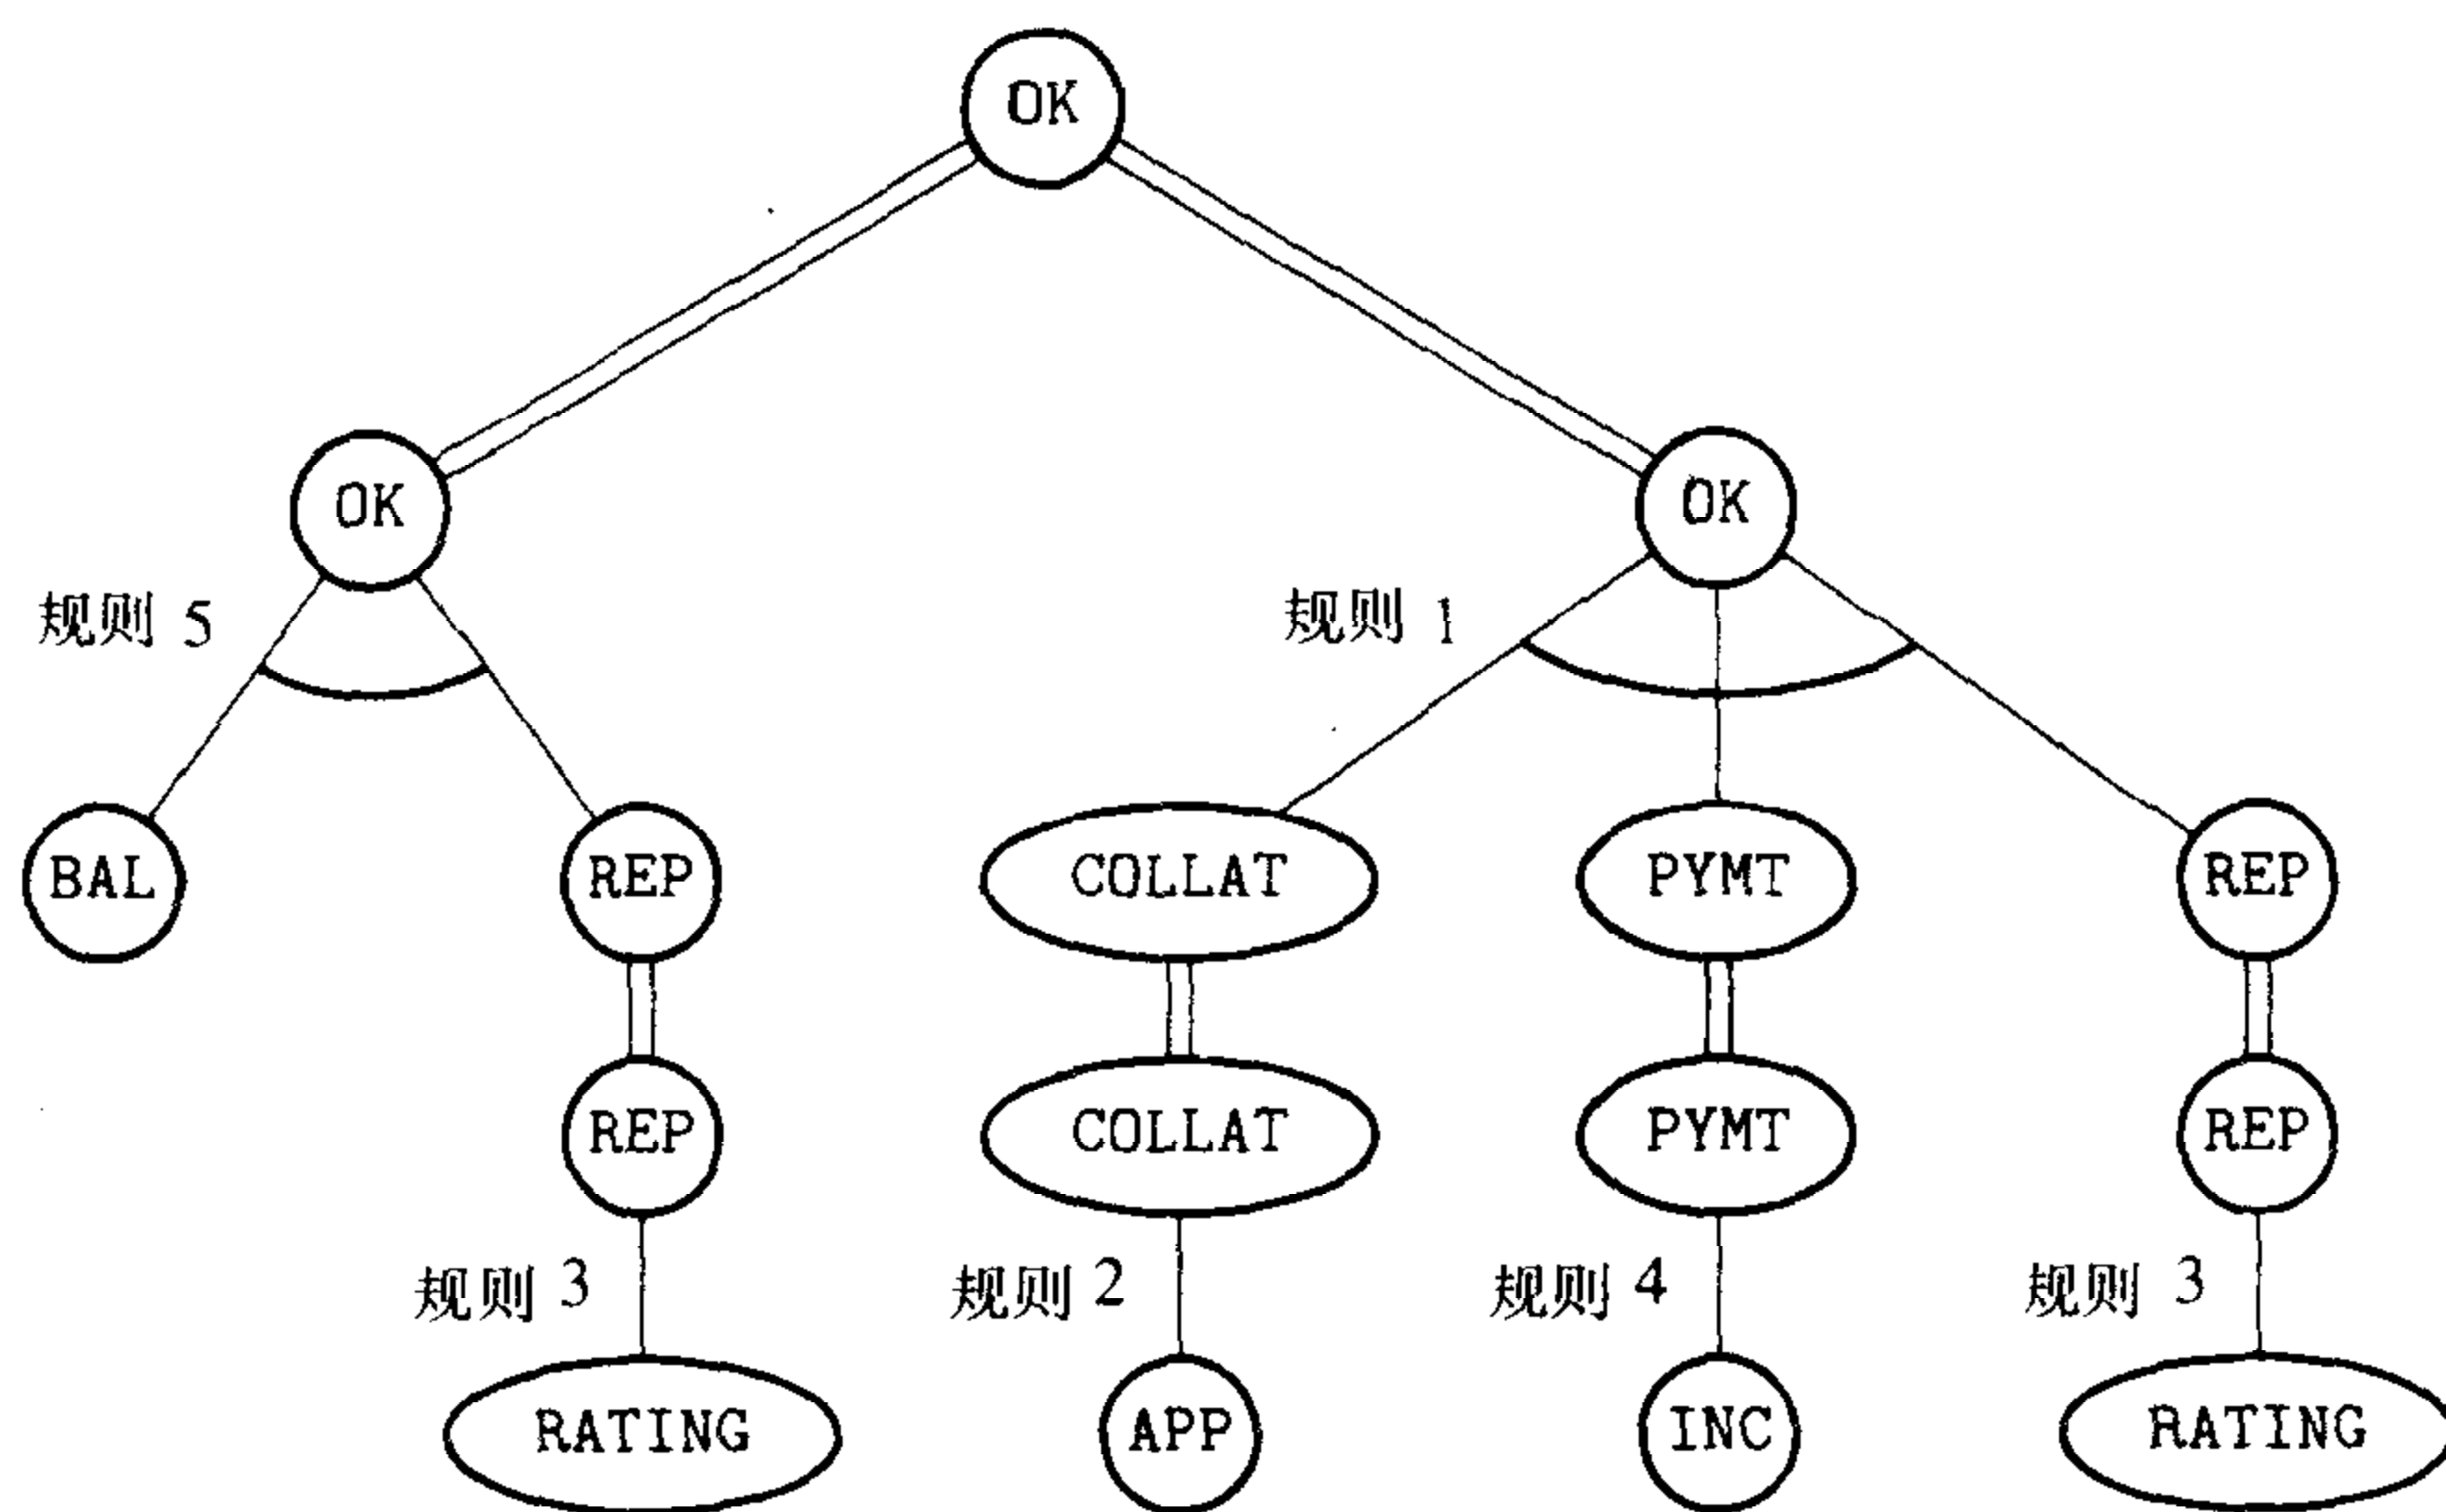 OK
OK
OK
规则 5
规则 1
BAL
REP
COLLAT
PYMT
REP
REP
COLLAT
PYMT
REP
规则 3
规则 2
规则 4
规则 3
RATING
APP
INC
RATING